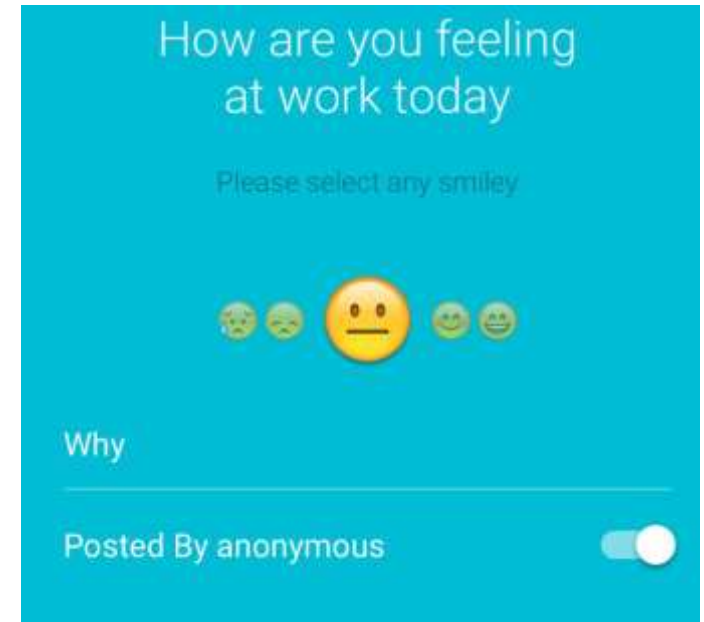 How are you feeling
at work today
Please select any smiley
Why
Posted By anonymous